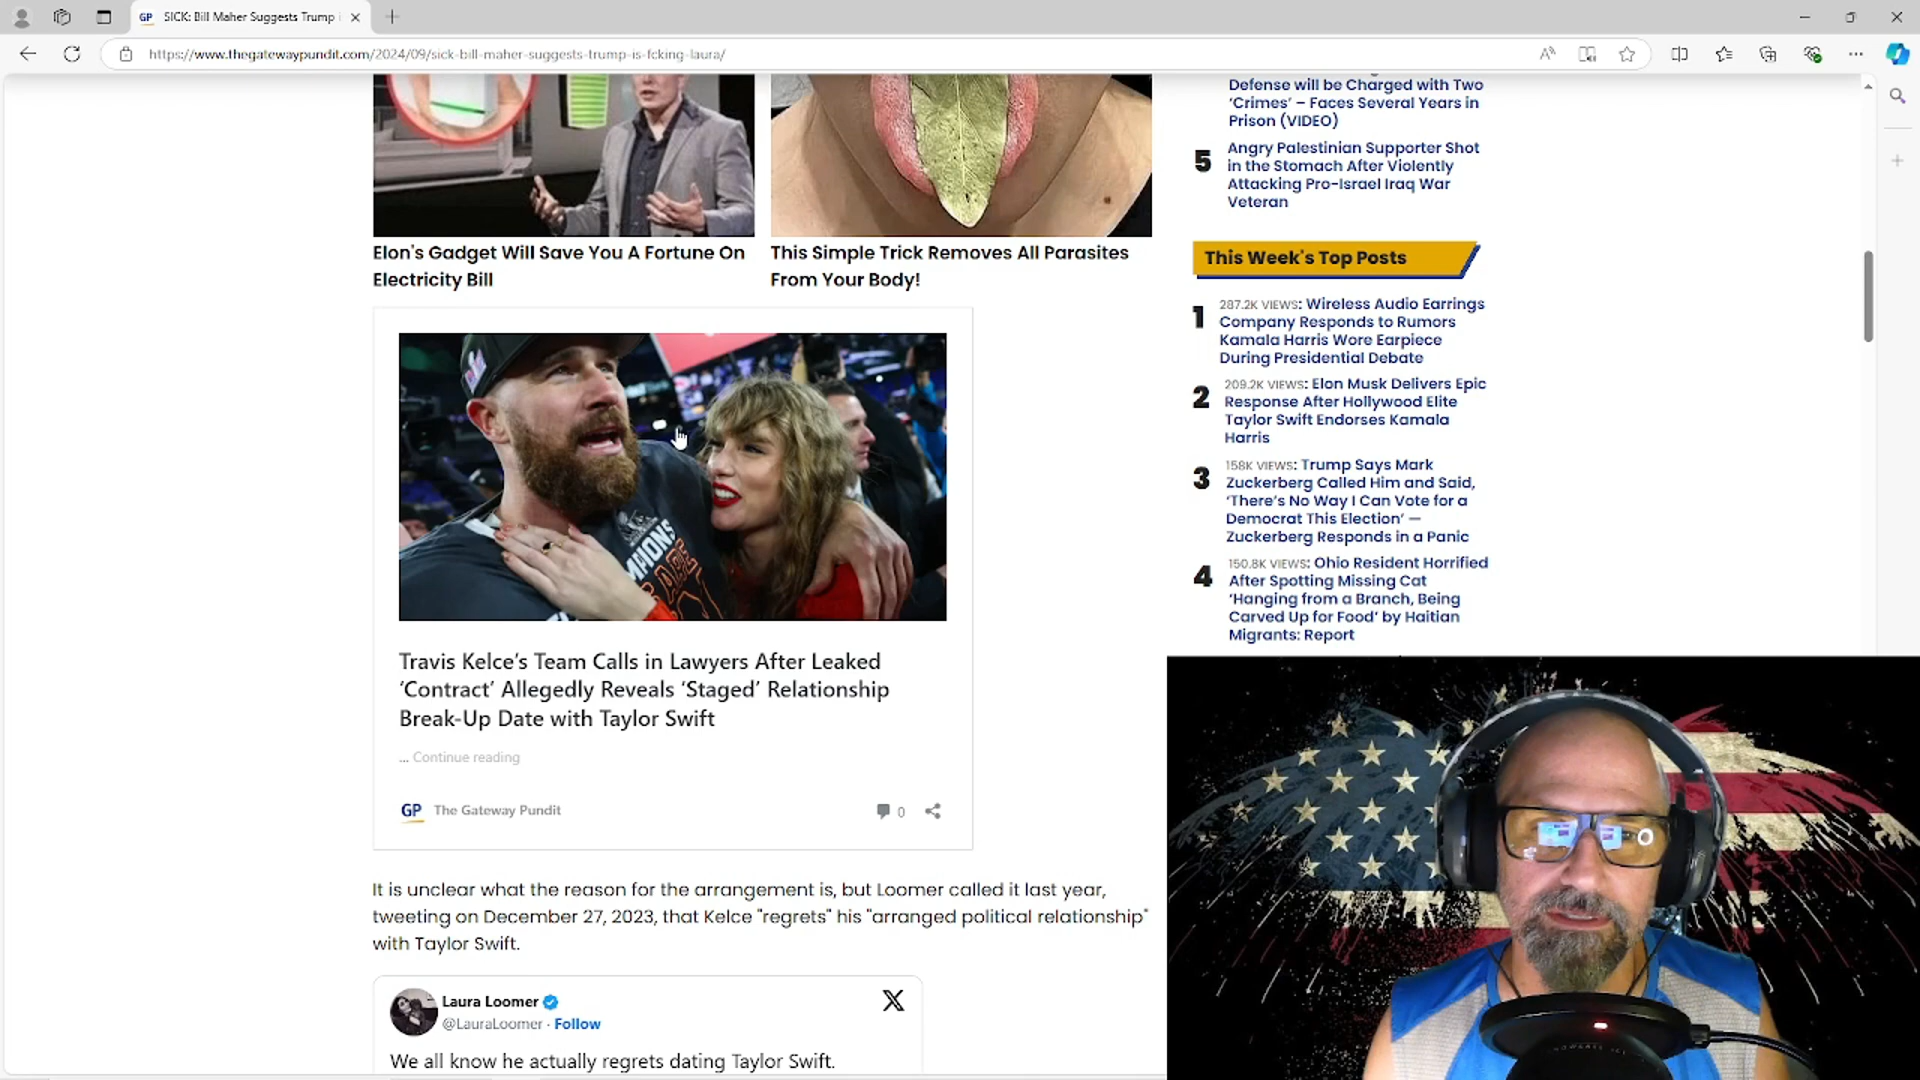 GP SICK: Bill Maher Suggests Trump i
https://www.thegatewaypundit.com/2024/09/sick-bill-maher-suggests-trump-is-fcking-laura/
Elon's Gadget Will Save You A Fortune On
Electricity Bill
This Simple Trick Removes All Parasites
From Your Body!
MPIONS
Travis Kelce's Team Calls in Lawyers After Leaked
‘Contract’ Allegedly Reveals ‘Staged’ Relationship
Break-Up Date with Taylor Swift
... Continue reading
GP The Gateway Pundit
0
It is unclear what the reason for the arrangement is, but Loomer called it last year,
tweeting on December 27, 2023, that Kelce "regrets" his "arranged political relationship"
with Taylor Swift.
Laura Loomer
@LauraLoomer · Follow
X
We all know he actually regrets dating Taylor Swift.
Defense will be Charged with Two
‘Crimes’ – Faces Several Years in
Prison (VIDEO)
5 Angry Palestinian Supporter Shot
in the Stomach After Violently
Attacking Pro-Israel Iraq War
Veteran
This Week's Top Posts
1 287.2K VIEWS: Wireless Audio Earrings
Company Responds to Rumors
Kamala Harris Wore Earpiece
During Presidential Debate
2 209.2K VIEWS: Elon Musk Delivers Epic
Response After Hollywood Elite
Taylor Swift Endorses Kamala
Harris
3 158K VIEWS: Trump Says Mark
Zuckerberg Called Him and Said,
‘There's No Way I Can Vote for a
Democrat This Election’ —
Zuckerberg Responds in a Panic
4 150.8K VIEWS: Ohio Resident Horrified
After Spotting Missing Cat
‘Hanging from a Branch, Being
Carved Up for Food’ by Haitian
Migrants: Report